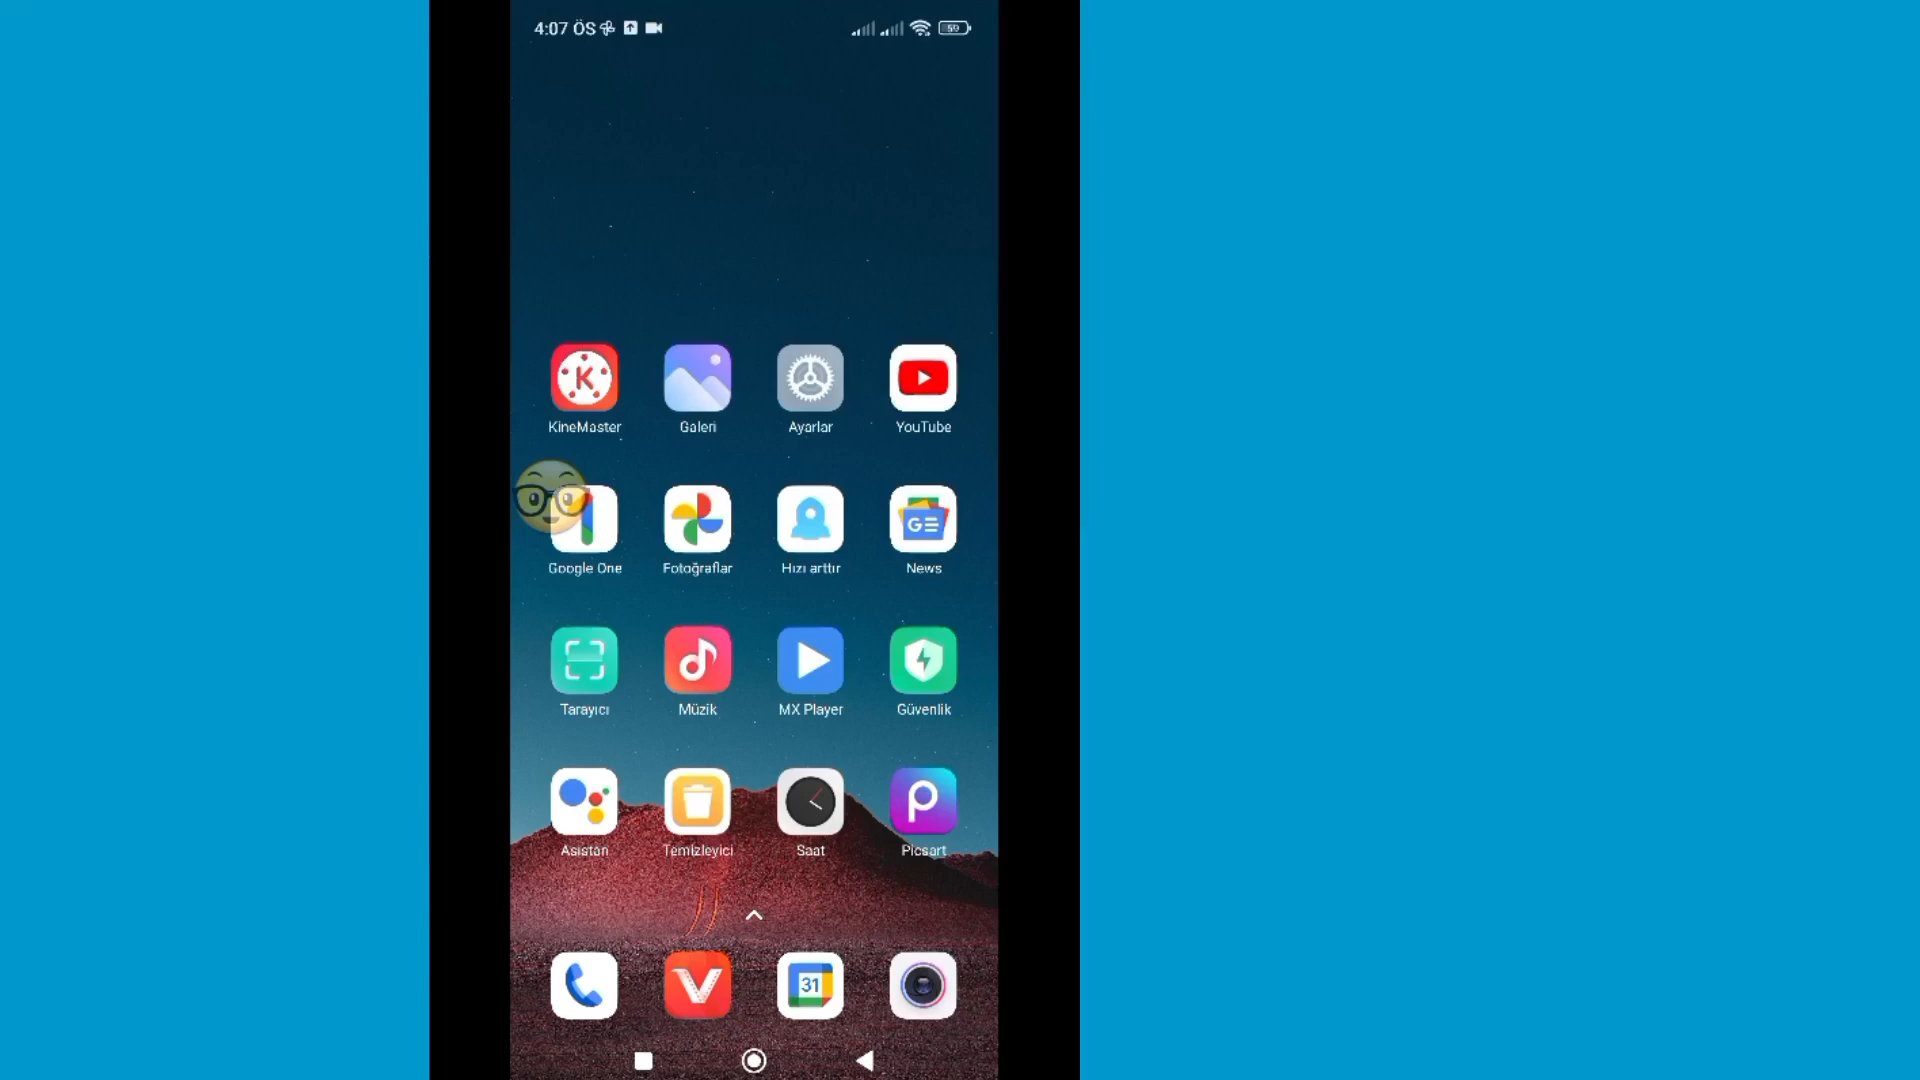 4:07 ÖS
59
KineMaster Galeri Ayarlar YouTube
Google One Fotoğraflar Hızı arttır News
Tarayıcı Müzik MX Player Güvenlik
Asistan Temizleyici Saat Picsart
31